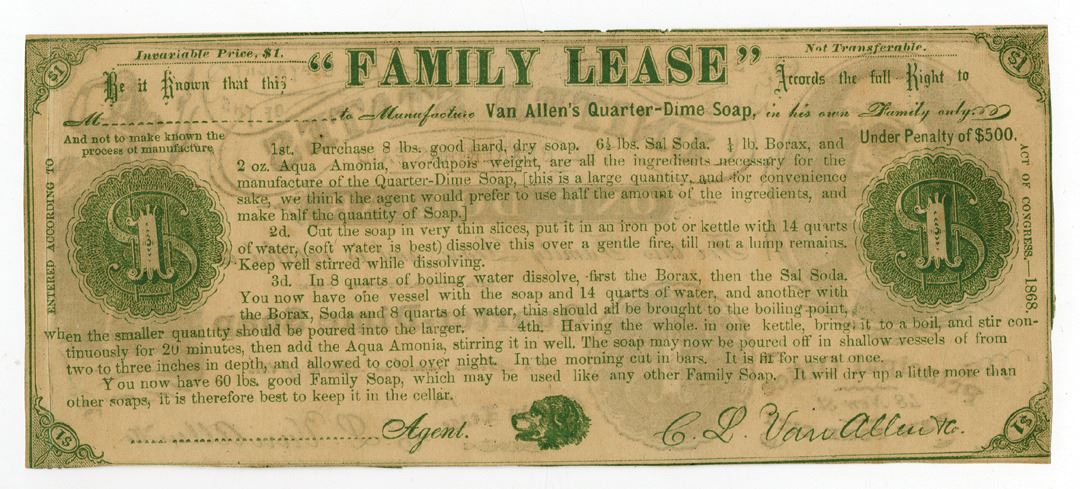 $1
Invariable Price, $1.
"FAMILY LEASE"
Not Transferable.
$1
Be it Known that this
Accords the full Right to
M to Manufacture Van Allen's Quarter-Dime Soap, in his own Family only.
And not to make known the
process of manufacture,
Under Penalty of $500.
ENTERED ACCORDING TO
1st. Purchase 8 lbs. good hard, dry soap. 6½ lbs. Sal Soda. lb. Borax, and
2 oz. Aqua Amonia, avordupois weight, are all the ingredients necessary for the
manufacture of the Quarter-Dime Soap, [this is a large quantity, and for convenience
sake, we think the agent would prefer to use half the amount of the ingredients, and
make half the quantity of Soap.]
2d. Cut the soap in very thin slices, put it in an iron pot or kettle with 14 quarts
of water, (soft water is best) dissolve this over a gentle fire, till not a lump remains.
Keep well stirred while dissolving.
3d. In 8 quarts of boiling water dissolve, first the Borax, then the Sal Soda.
You now have one vessel with the soap and 14 quarts of water, and another with
the Borax, Soda and 8 quarts of water, this should all be brought to the boiling point,
when the smaller quantity should be poured into the larger. 4th. Having the whole in one kettle, bring it to a boil, and stir con-
tinuously for 20 minutes, then add the Aqua Amonia, stirring it in well. The soap may now be poured off in shallow vessels of from
two to three inches in depth, and allowed to cool over night. In the morning cut in bars. It is fit for use at once.
You now have 60 lbs. good Family Soap, which may be used like any other Family Soap. It will dry up a little more than
other soaps, it is therefore best to keep it in the cellar.
ACT OF CONGRESS,—1868.
$1
$1
$1
Agent.
C. L. Van Allen & Co.
$1